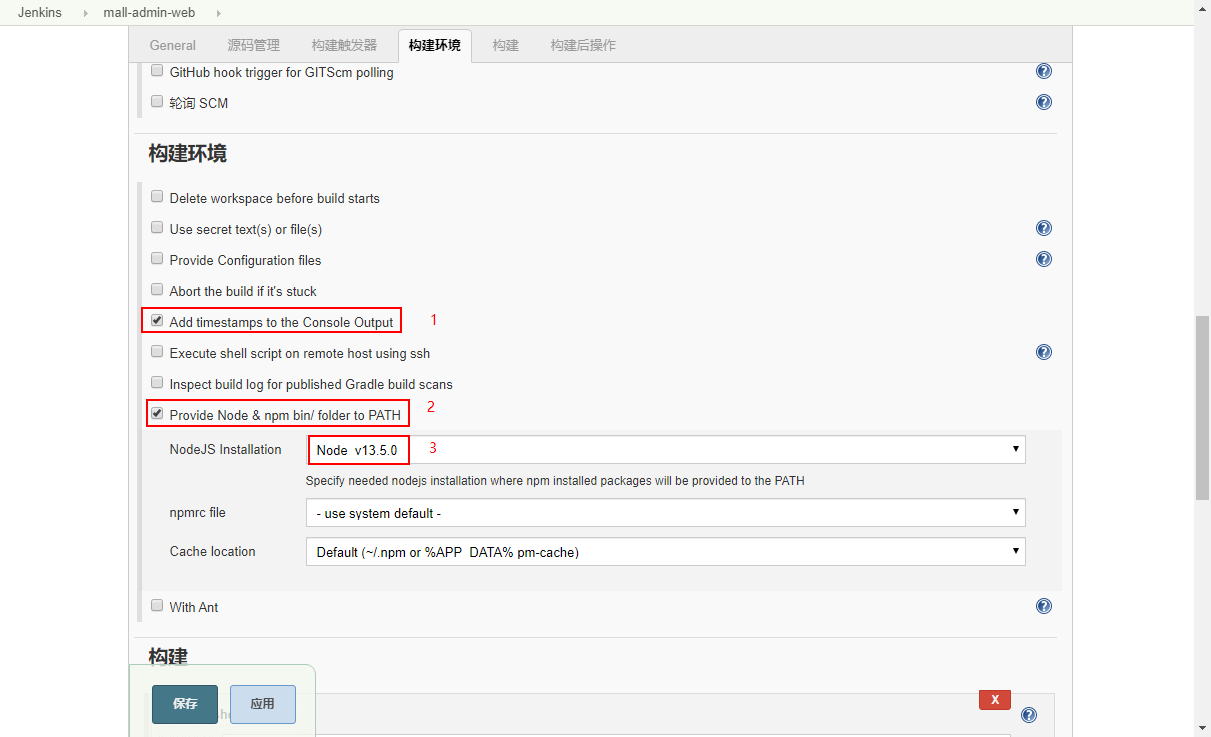 Jenkins mall-admin-web
General 源码管理 构建触发器 构建环境 构建 构建后操作
GitHub hook trigger for GITScm polling
轮询 SCM
构建环境
Delete workspace before build starts
Use secret text(s) or file(s)
Provide Configuration files
Abort the build if it's stuck
Add timestamps to the Console Output 1
Execute shell script on remote host using ssh
Inspect build log for published Gradle build scans
Provide Node & npm bin/ folder to PATH 2
NodeJS Installation Node v13.5.0 3
Specify needed nodejs installation where npm installed packages will be provided to the PATH
npmrc file - use system default -
Cache location Default (~/.npm or %APP_DATA% pm-cache)
With Ant
构建
X
保存 应用